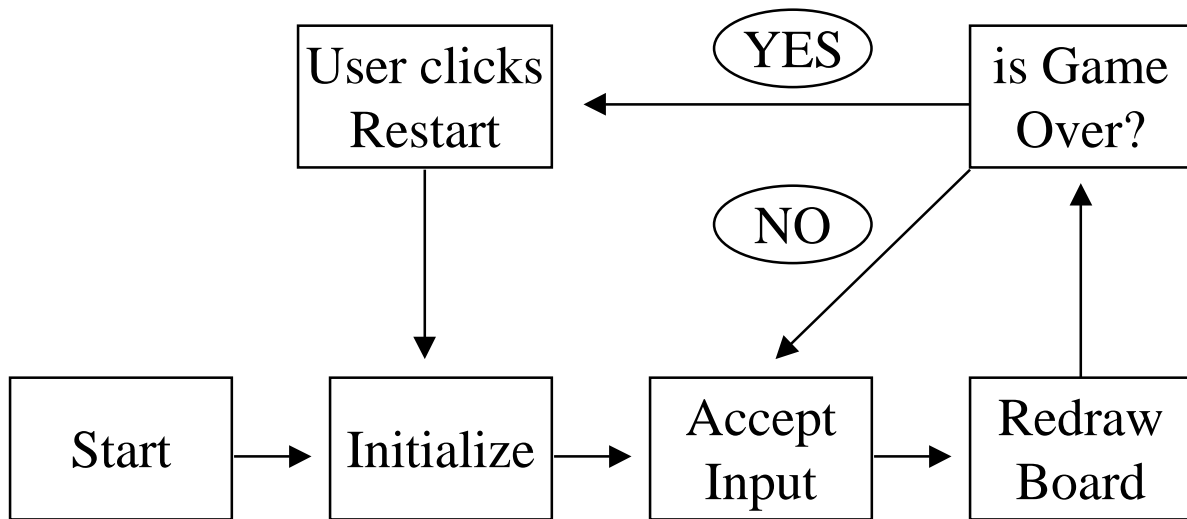 User clicks
Restart
YES
is Game
Over?
NO
Start
Initialize
Accept
Input
Redraw
Board